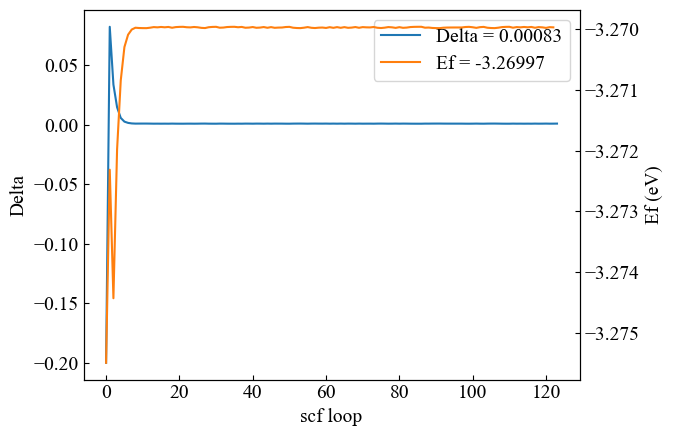 Delta = 0.00083
Ef = -3.26997
0.05
0.00
−0.05
−0.10
−0.15
−0.20
Delta
−3.270
−3.271
−3.272
−3.273
−3.274
−3.275
Ef (eV)
0 20 40 60 80 100 120
scf loop